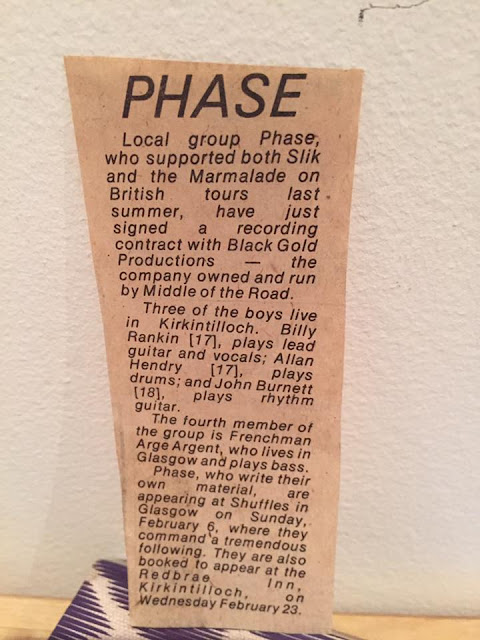 PHASE
Local group Phase,
who supported both Slik
and the Marmalade on
British tours last
summer, have just
signed a recording
contract with Black Gold
Productions — the
company owned and run
by Middle of the Road.
Three of the boys live
in Kirkintilloch. Billy
Rankin [17], plays lead
guitar and vocals; Allan
Hendry [17], plays
drums; and John Burnett
[18], plays rhythm
guitar.
The fourth member of
the group is Frenchman
Arge Argent, who lives in
Glasgow and plays bass.
Phase, who write their
own material, are
appearing at Shuffles in
Glasgow on Sunday,
February 6, where they
command a tremendous
following. They are also
booked to appear at the
Redbrae Inn,
Kirkintilloch, on
Wednesday February 23.